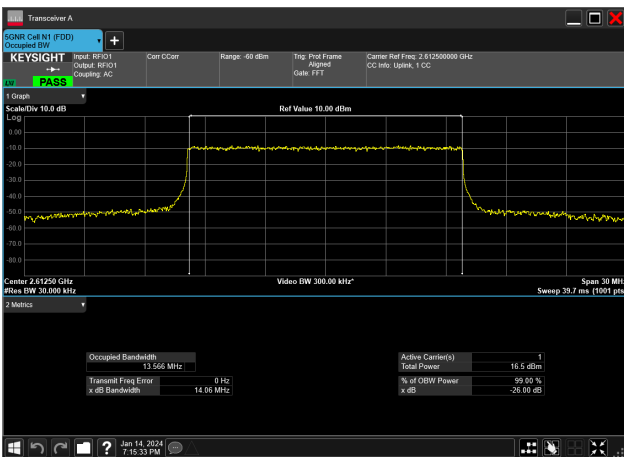 Transceiver A
5GNR Cell N1 (FDD)
Occupied BW
KEYSIGHT
PASS
Input: RFIO1
Output: RFIO1
Coupling: AC
Corr CCorr
Range: -60 dBm
Trig: Prot Frame
Aligned
Gate: FFT
Carrier Ref Freq: 2.612500000 GHz
CC Info: Uplink, 1 CC
1 Graph
Scale/Div 10.0 dB
Ref Value 10.00 dBm
Log
0.00
-10.0
-20.0
-30.0
-40.0
-50.0
-60.0
-70.0
-80.0
Center 2.61250 GHz
Video BW 300.00 kHz*
Span 30 MHz
#Res BW 30.000 kHz
Sweep 39.7 ms (1001 pts
2 Metrics
Occupied Bandwidth
13.566 MHz
Transmit Freq Error 0 Hz
x dB Bandwidth 14.06 MHz
Active Carrier(s) 1
Total Power 16.5 dBm
% of OBW Power 99.00 %
x dB -26.00 dB
Jan 14, 2024
7:15:33 PM